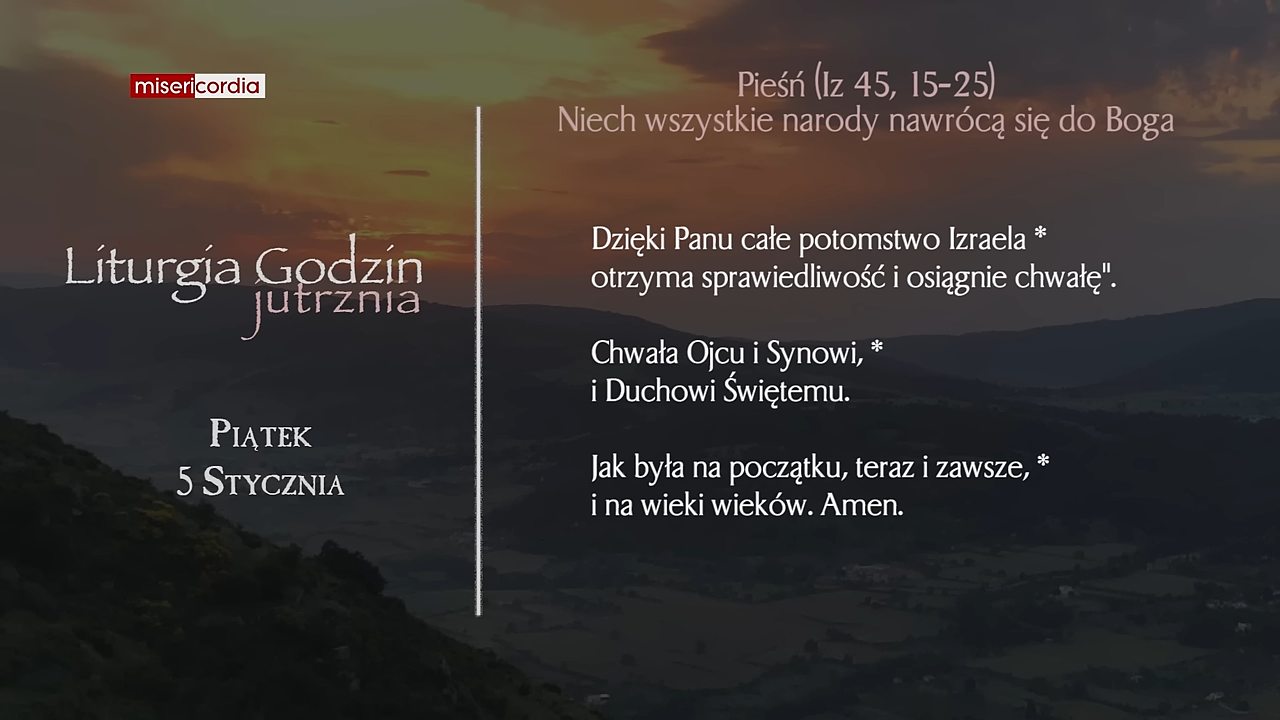 misericordia
Liturgia Godzin
jutrznia
Piątek
5 Stycznia
Pieśń (Iz 45, 15-25)
Niech wszystkie narody nawrócą się do Boga
Dzięki Panu całe potomstwo Izraela *
otrzyma sprawiedliwość i osiągnie chwałę".
Chwała Ojcu i Synowi, *
i Duchowi Świętemu.
Jak była na początku, teraz i zawsze, *
i na wieki wieków. Amen.